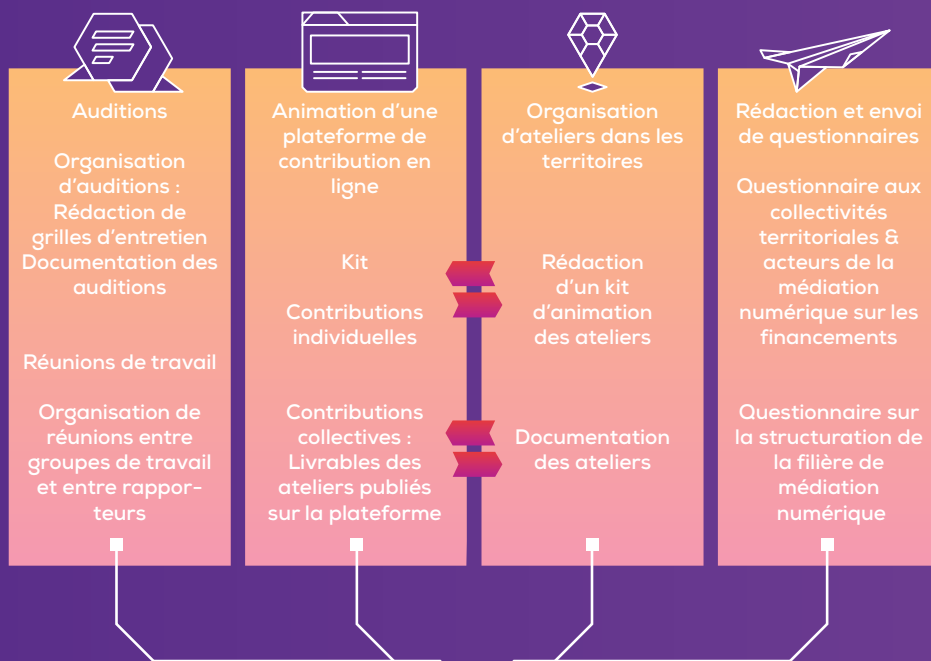 Auditions
Organisation
d'auditions :
Rédaction de
grilles d'entretien
Documentation des
auditions
Réunions de travail
Organisation de
réunions entre
groupes de travail
et entre rappor-
teurs
Animation d'une
plateforme de
contribution en
ligne
Kit
Contributions
individuelles
Contributions
collectives :
Livrables des
ateliers publiés
sur la plateforme
Organisation
d'ateliers dans les
territoires
Rédaction
d'un kit
d'animation
des ateliers
Documentation
des ateliers
Rédaction et envoi
de questionnaires
Questionnaire aux
collectivités
territoriales &
acteurs de la
médiation
numérique sur les
financements
Questionnaire sur
la structuration de
la filière de
médiation
numérique